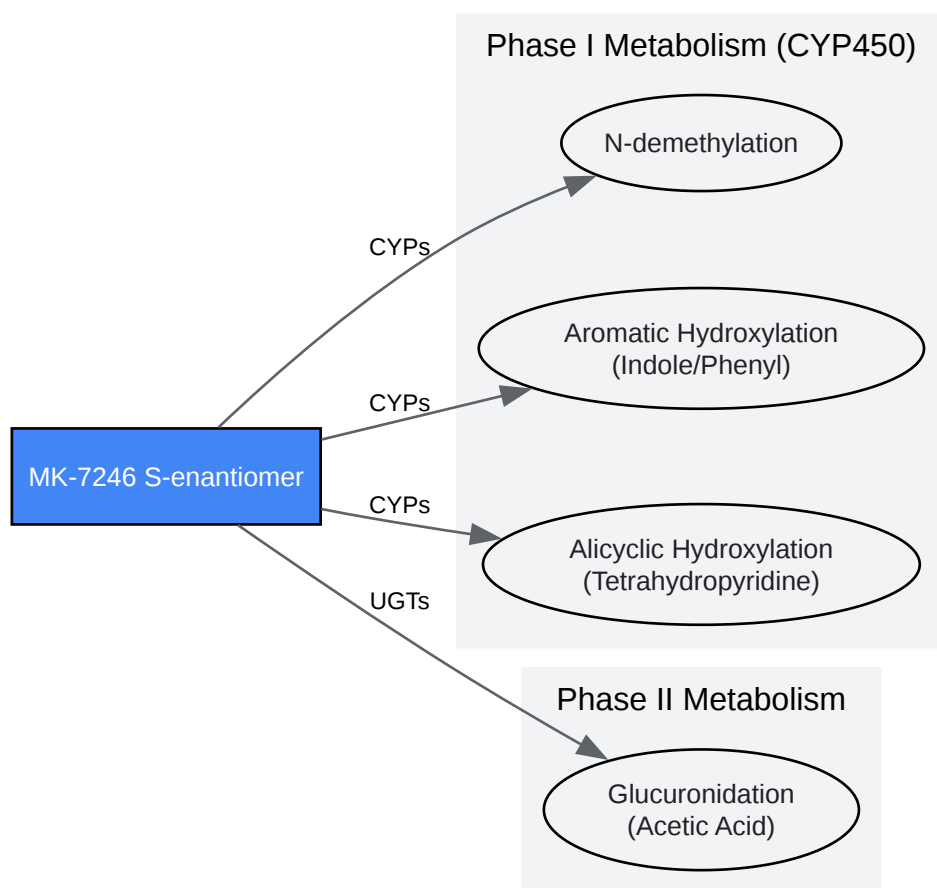 Phase I Metabolism (CYP450)
N-demethylation
CYPs
Aromatic Hydroxylation
(Indole/Phenyl)
CYPs
MK-7246 S-enantiomer
CYPs
Alicyclic Hydroxylation
(Tetrahydropyridine)
UGTs
Phase II Metabolism
Glucuronidation
(Acetic Acid)